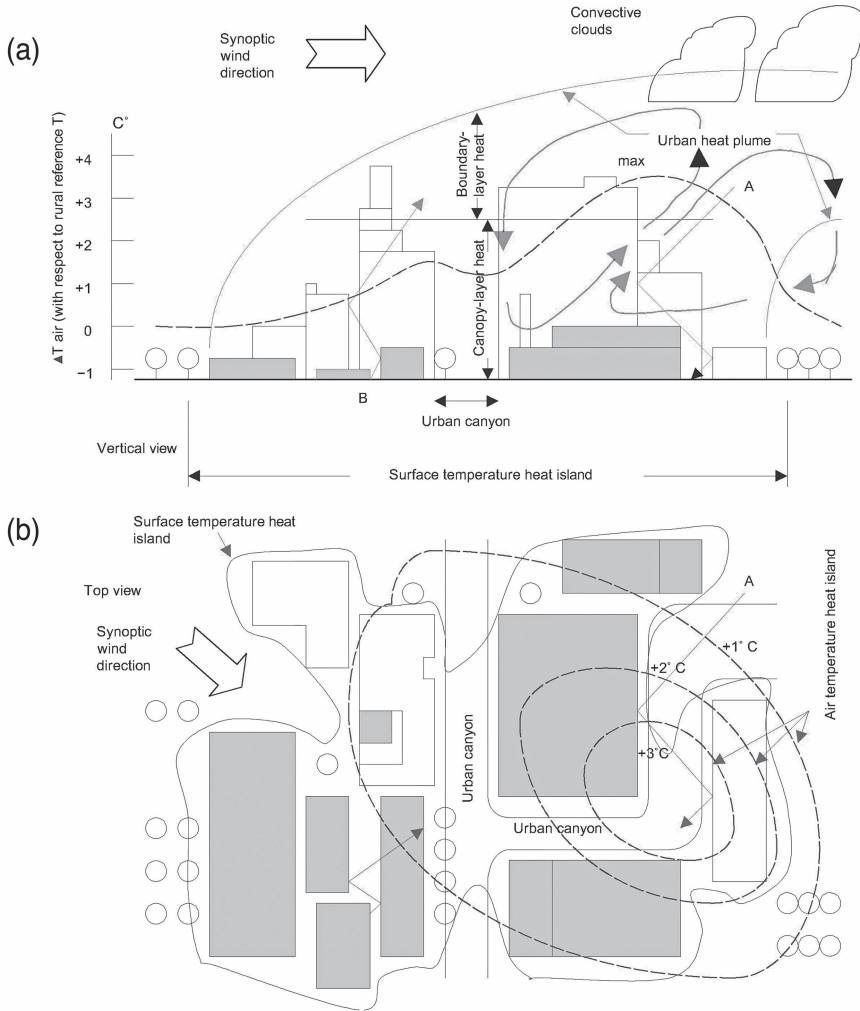 (a)
Synoptic
wind
direction
Convective
clouds
▲T air (with respect to rural reference T)
C°
+4
+3
+2
+1
0
−1
Boundary-
layer heat
Canopy-layer heat
Urban heat plume
max
A
B
Urban canyon
Vertical view
Surface temperature heat island
(b)
Surface temperature heat
island
Top view
Synoptic
wind
direction
A
+1° C
+2° C
+3°C
Air temperature heat island
Urban canyon
Urban canyon